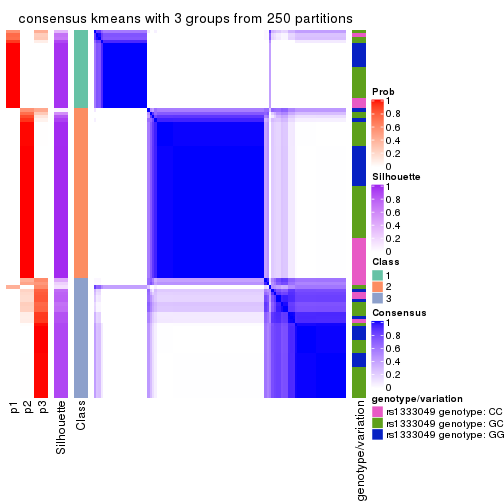 consensus kmeans with 3 groups from 250 partitions
p1
p2
p3
Silhouette
Class
genotype/variation
Prob
1
0.8
0.6
0.4
0.2
0
Silhouette
1
0.8
0.6
0.4
0.2
0
Class
1
2
3
Consensus
1
0.8
0.6
0.4
0.2
0
genotype/variation
rs1333049 genotype: CC
rs1333049 genotype: GC
rs1333049 genotype: GG